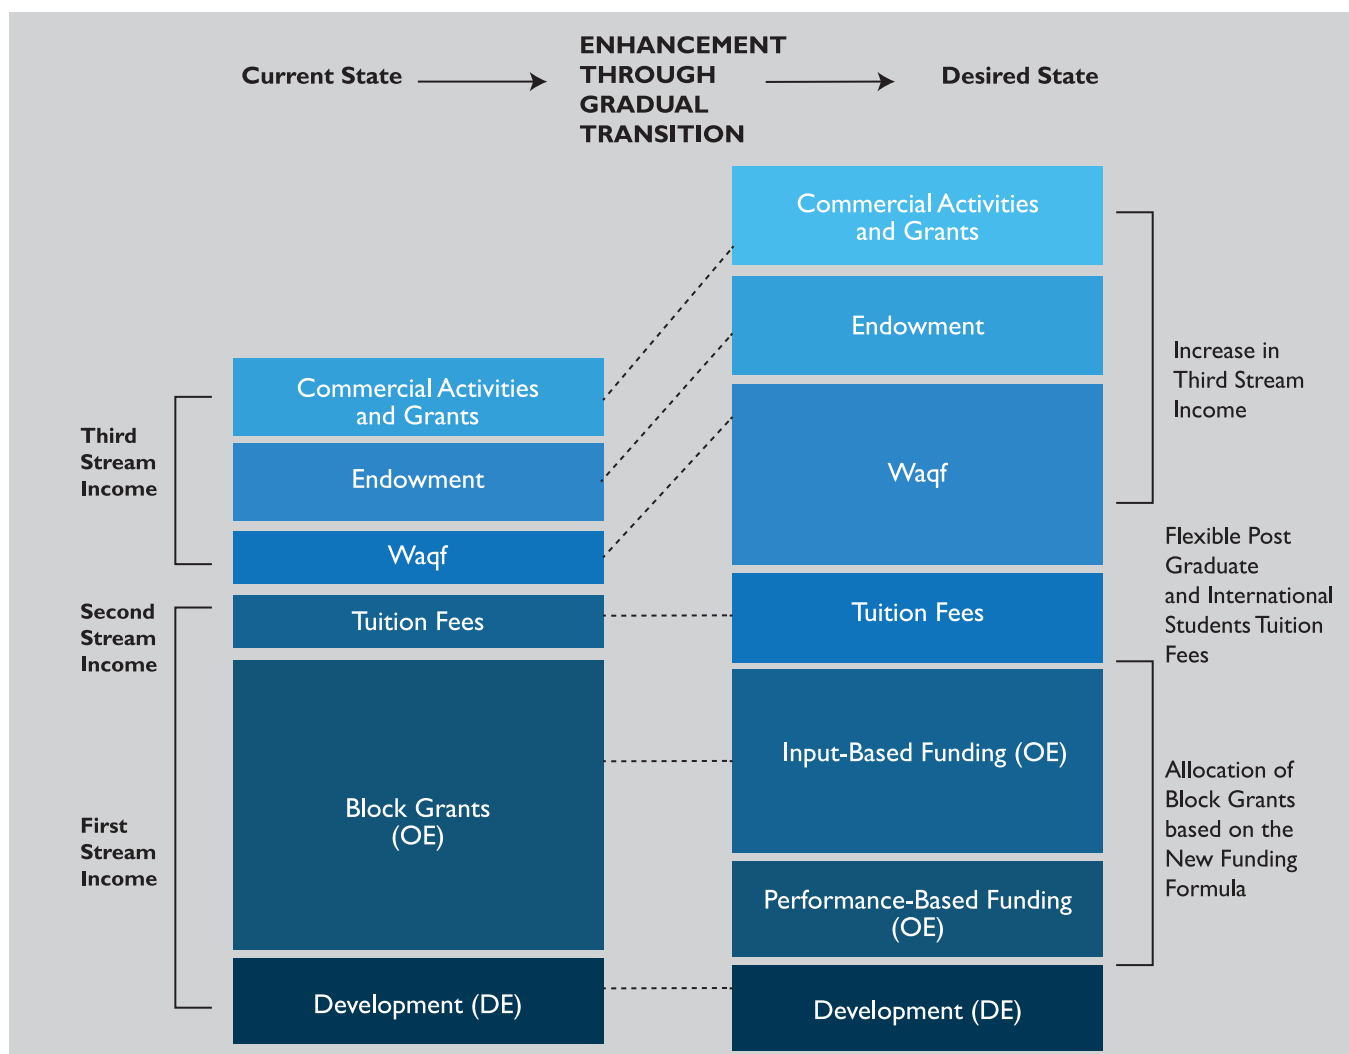 Current State
ENHANCEMENT
THROUGH
GRADUAL
TRANSITION
Desired State
Third
Stream
Income
Second
Stream
Income
First
Stream
Income
Commercial Activities
and Grants
Endowment
Waqf
Tuition Fees
Block Grants
(OE)
Development (DE)
Commercial Activities
and Grants
Endowment
Waqf
Tuition Fees
Input-Based Funding (OE)
Performance-Based Funding
(OE)
Development (DE)
Increase in
Third Stream
Income
Flexible Post
Graduate
and International
Students Tuition
Fees
Allocation of
Block Grants
based on the
New Funding
Formula